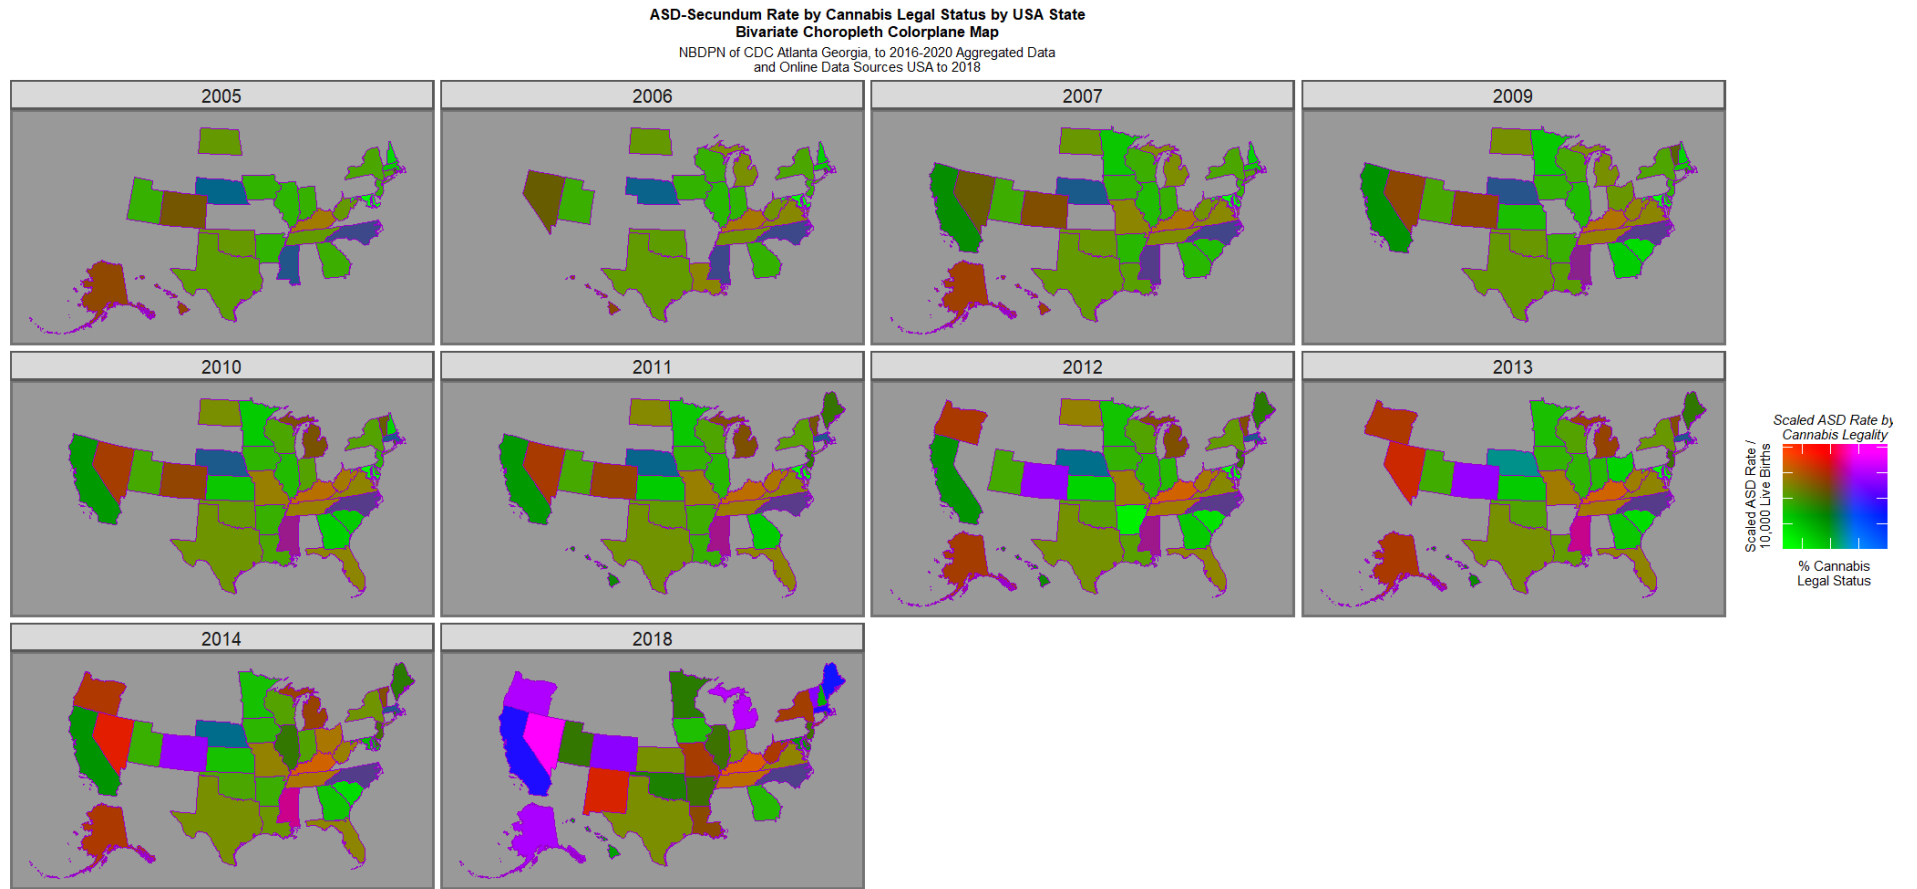 ASD-Secundum Rate by Cannabis Legal Status by USA State
Bivariate Choropleth Colorplane Map
NBDPN of CDC Atlanta Georgia, to 2016-2020 Aggregated Data
and Online Data Sources USA to 2018
2005
2006
2007
2009
2010
2011
2012
2013
2014
2018
Scaled ASD Rate by
Cannabis Legality
Scaled ASD Rate /
10,000 Live Births
% Cannabis
Legal Status